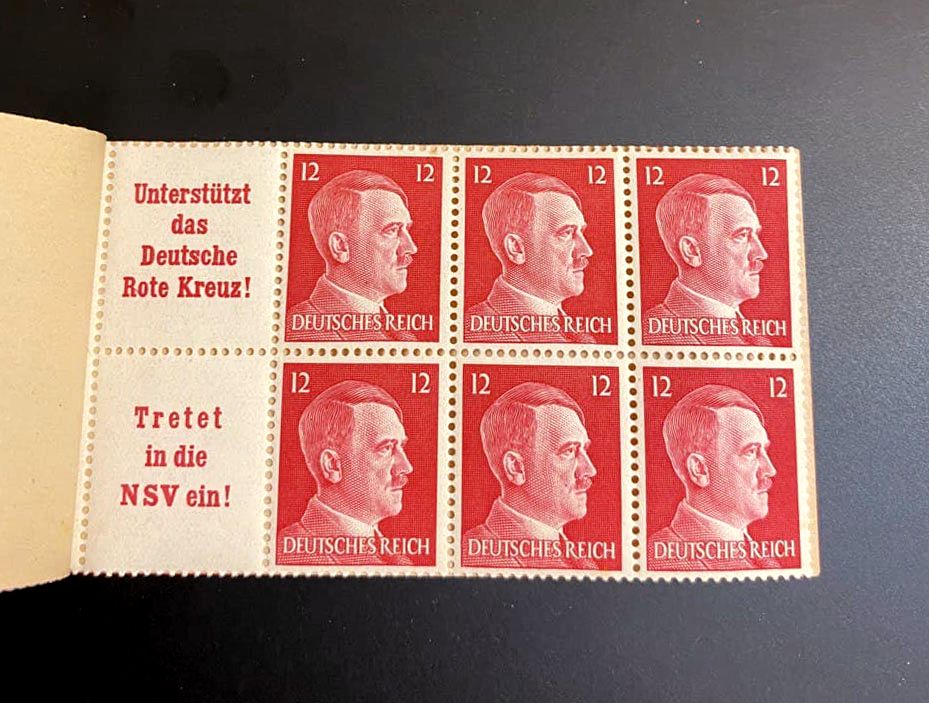 Unterstützt
das
Deutsche
Rote Kreuz!
12 12
DEUTSCHES REICH
12 12
DEUTSCHES REICH
12 12
DEUTSCHES REICH
Tretet
in die
NSV ein!
12 12
DEUTSCHES REICH
12 12
DEUTSCHES REICH
12 12
DEUTSCHES REICH